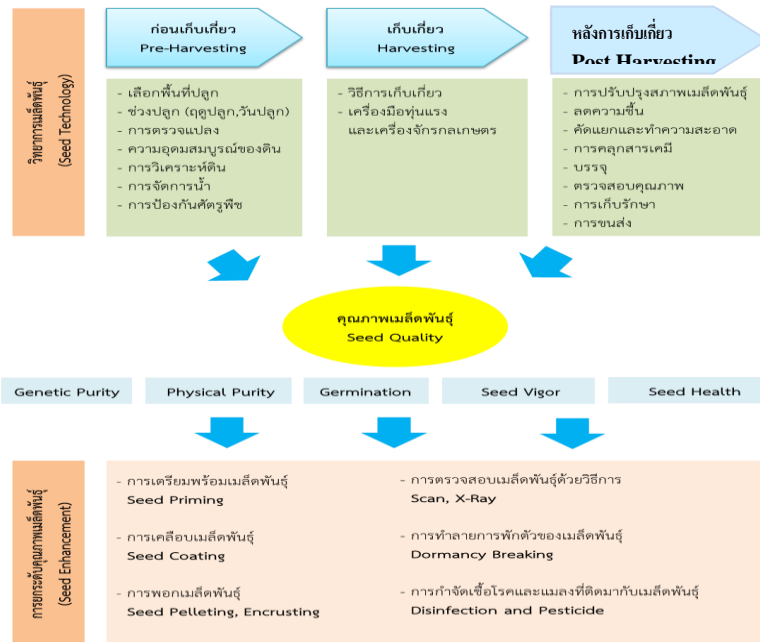 ก่อนเก็บเกี่ยว
Pre-Harvesting
เก็บเกี่ยว
Harvesting
หลังการเก็บเกี่ยว
Post Harvesting
วิทยาการเมล็ดพันธุ์
(Seed Technology)
- เลือกพื้นที่ปลูก
- ช่วงปลูก (ฤดูปลูก,วันปลูก)
- การตรวจแปลง
- ความอุดมสมบูรณ์ของดิน
- การวิเคราะห์ดิน
- การจัดการน้ำ
- การป้องกันศัตรูพืช
- วิธีการเก็บเกี่ยว
- เครื่องมือทุ่นแรง
และเครื่องจักรกลเกษตร
- การปรับปรุงสภาพเมล็ดพันธุ์
- ลดความชื้น
- คัดแยกและทำความสะอาด
- การคลุกสารเคมี
- บรรจุ
- ตรวจสอบคุณภาพ
- การเก็บรักษา
- การขนส่ง
คุณภาพเมล็ดพันธุ์
Seed Quality
Genetic Purity
Physical Purity
Germination
Seed Vigor
Seed Health
การยกระดับคุณภาพเมล็ดพันธุ์
(Seed Enhancement)
- การเตรียมพร้อมเมล็ดพันธุ์
Seed Priming
- การเคลือบเมล็ดพันธุ์
Seed Coating
- การพอกเมล็ดพันธุ์
Seed Pelleting, Encrusting
- การตรวจสอบเมล็ดพันธุ์ด้วยวิธีการ
Scan, X-Ray
- การทำลายการพักตัวของเมล็ดพันธุ์
Dormancy Breaking
- การกำจัดเชื้อโรคและแมลงที่ติดมากับเมล็ดพันธุ์
Disinfection and Pesticide